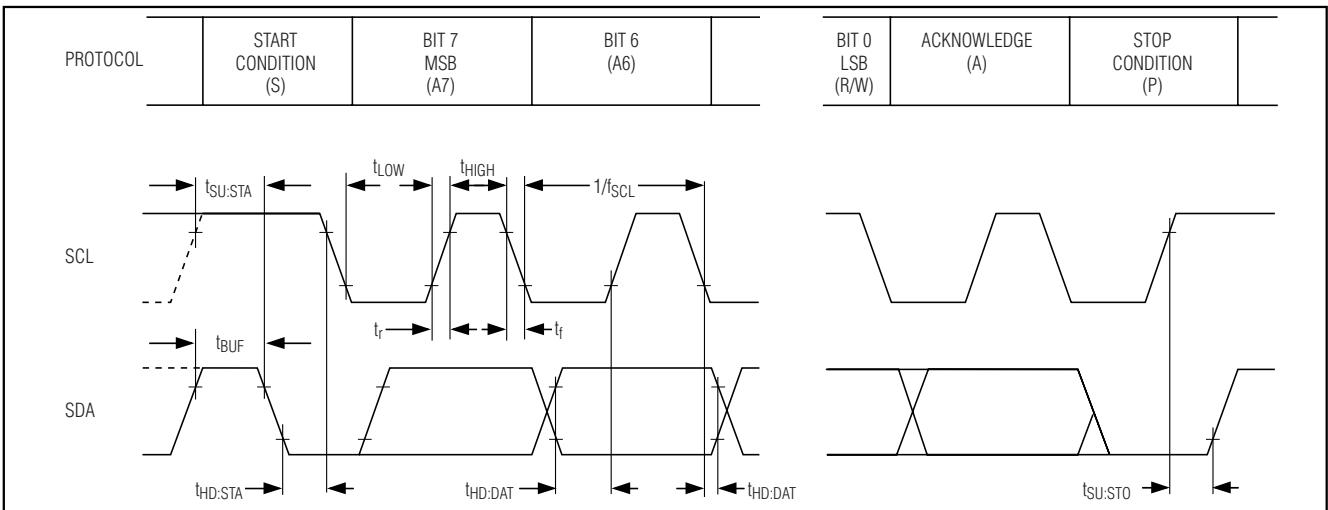 PROTOCOL
START
CONDITION
(S)
BIT 7
MSB
(A7)
BIT 6
(A6)
BIT 0
LSB
(R/W)
ACKNOWLEDGE
(A)
STOP
CONDITION
(P)
tSU:STA
tLOW
tHIGH
1/fSCL
SCL
tr
tf
tBUF
SDA
tHD:STA
tHD:DAT
tHD:DAT
tSU:STO